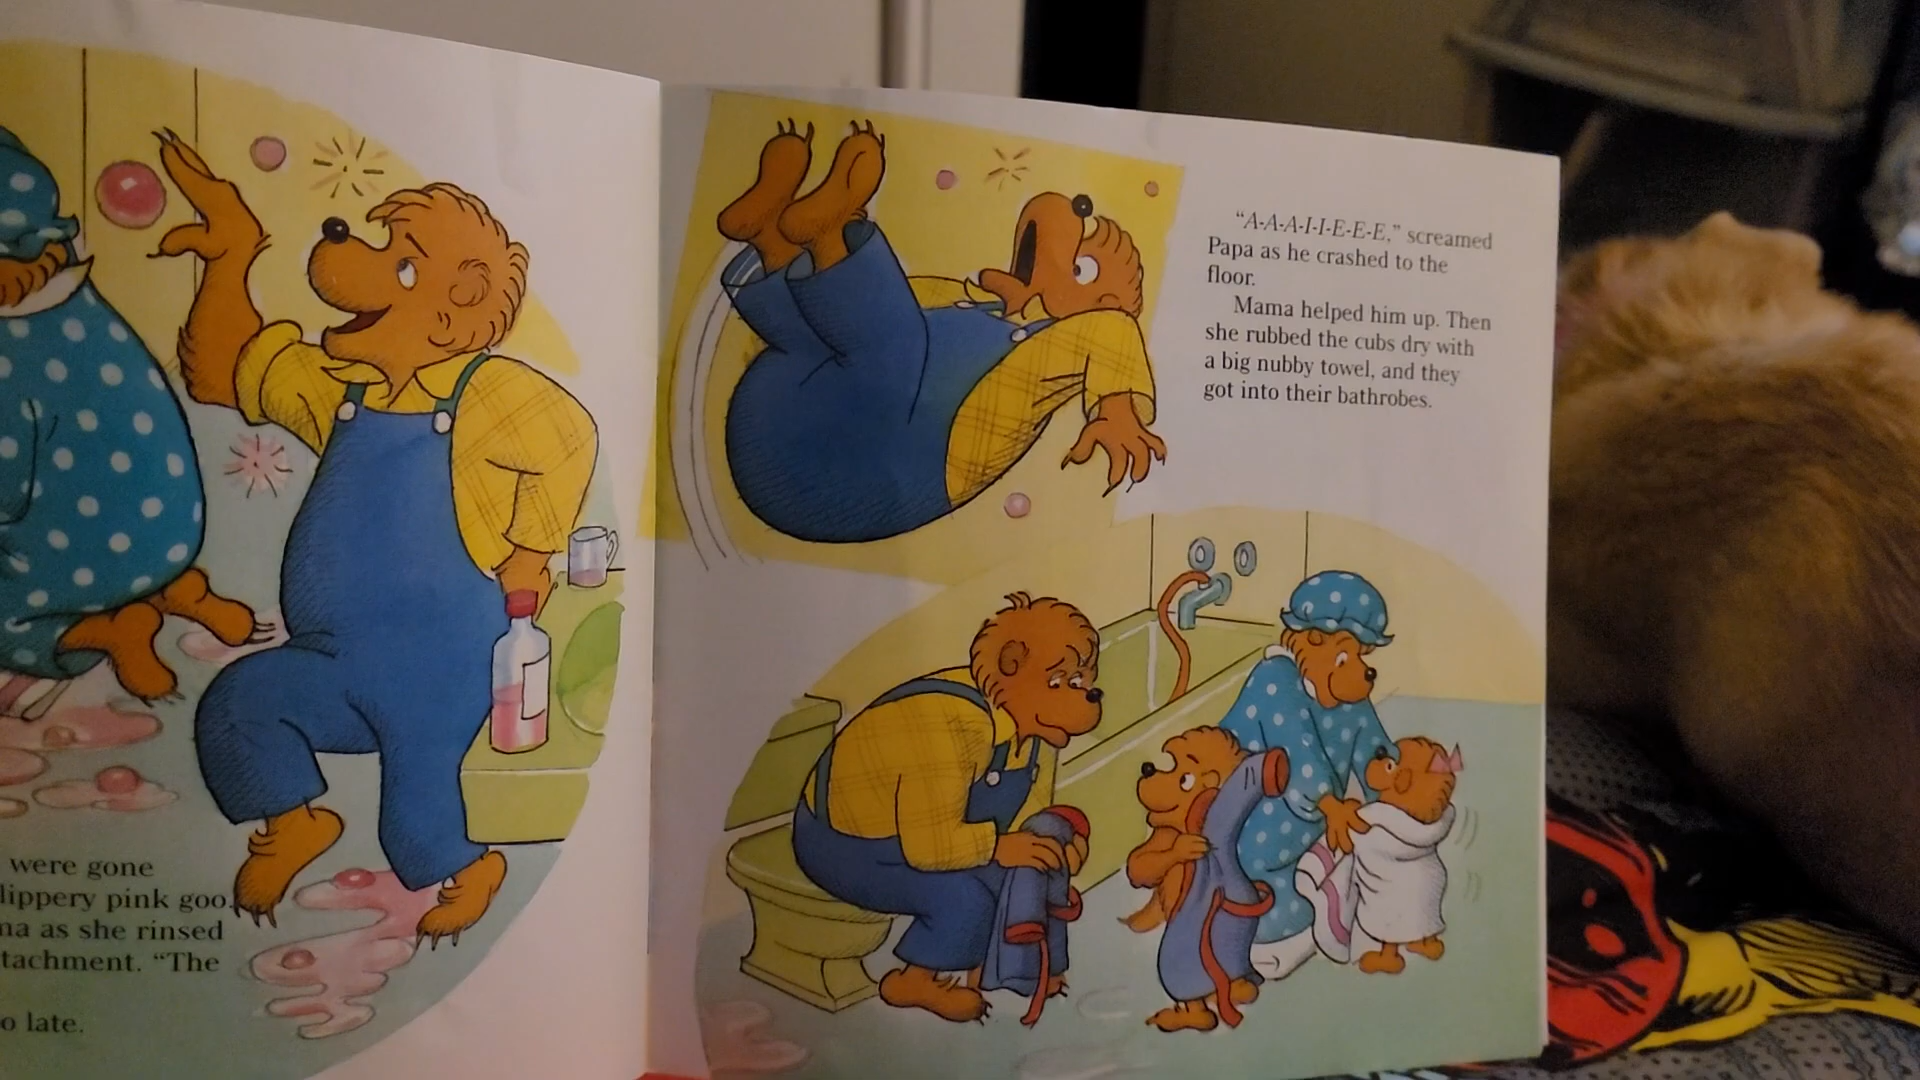 were gone
lippery pink goo.
na as she rinsed
tachment. “The
o late.
“A-A-A-I-I-E-E-E,” screamed
Papa as he crashed to the
floor.
Mama helped him up. Then
she rubbed the cubs dry with
a big nubby towel, and they
got into their bathrobes.